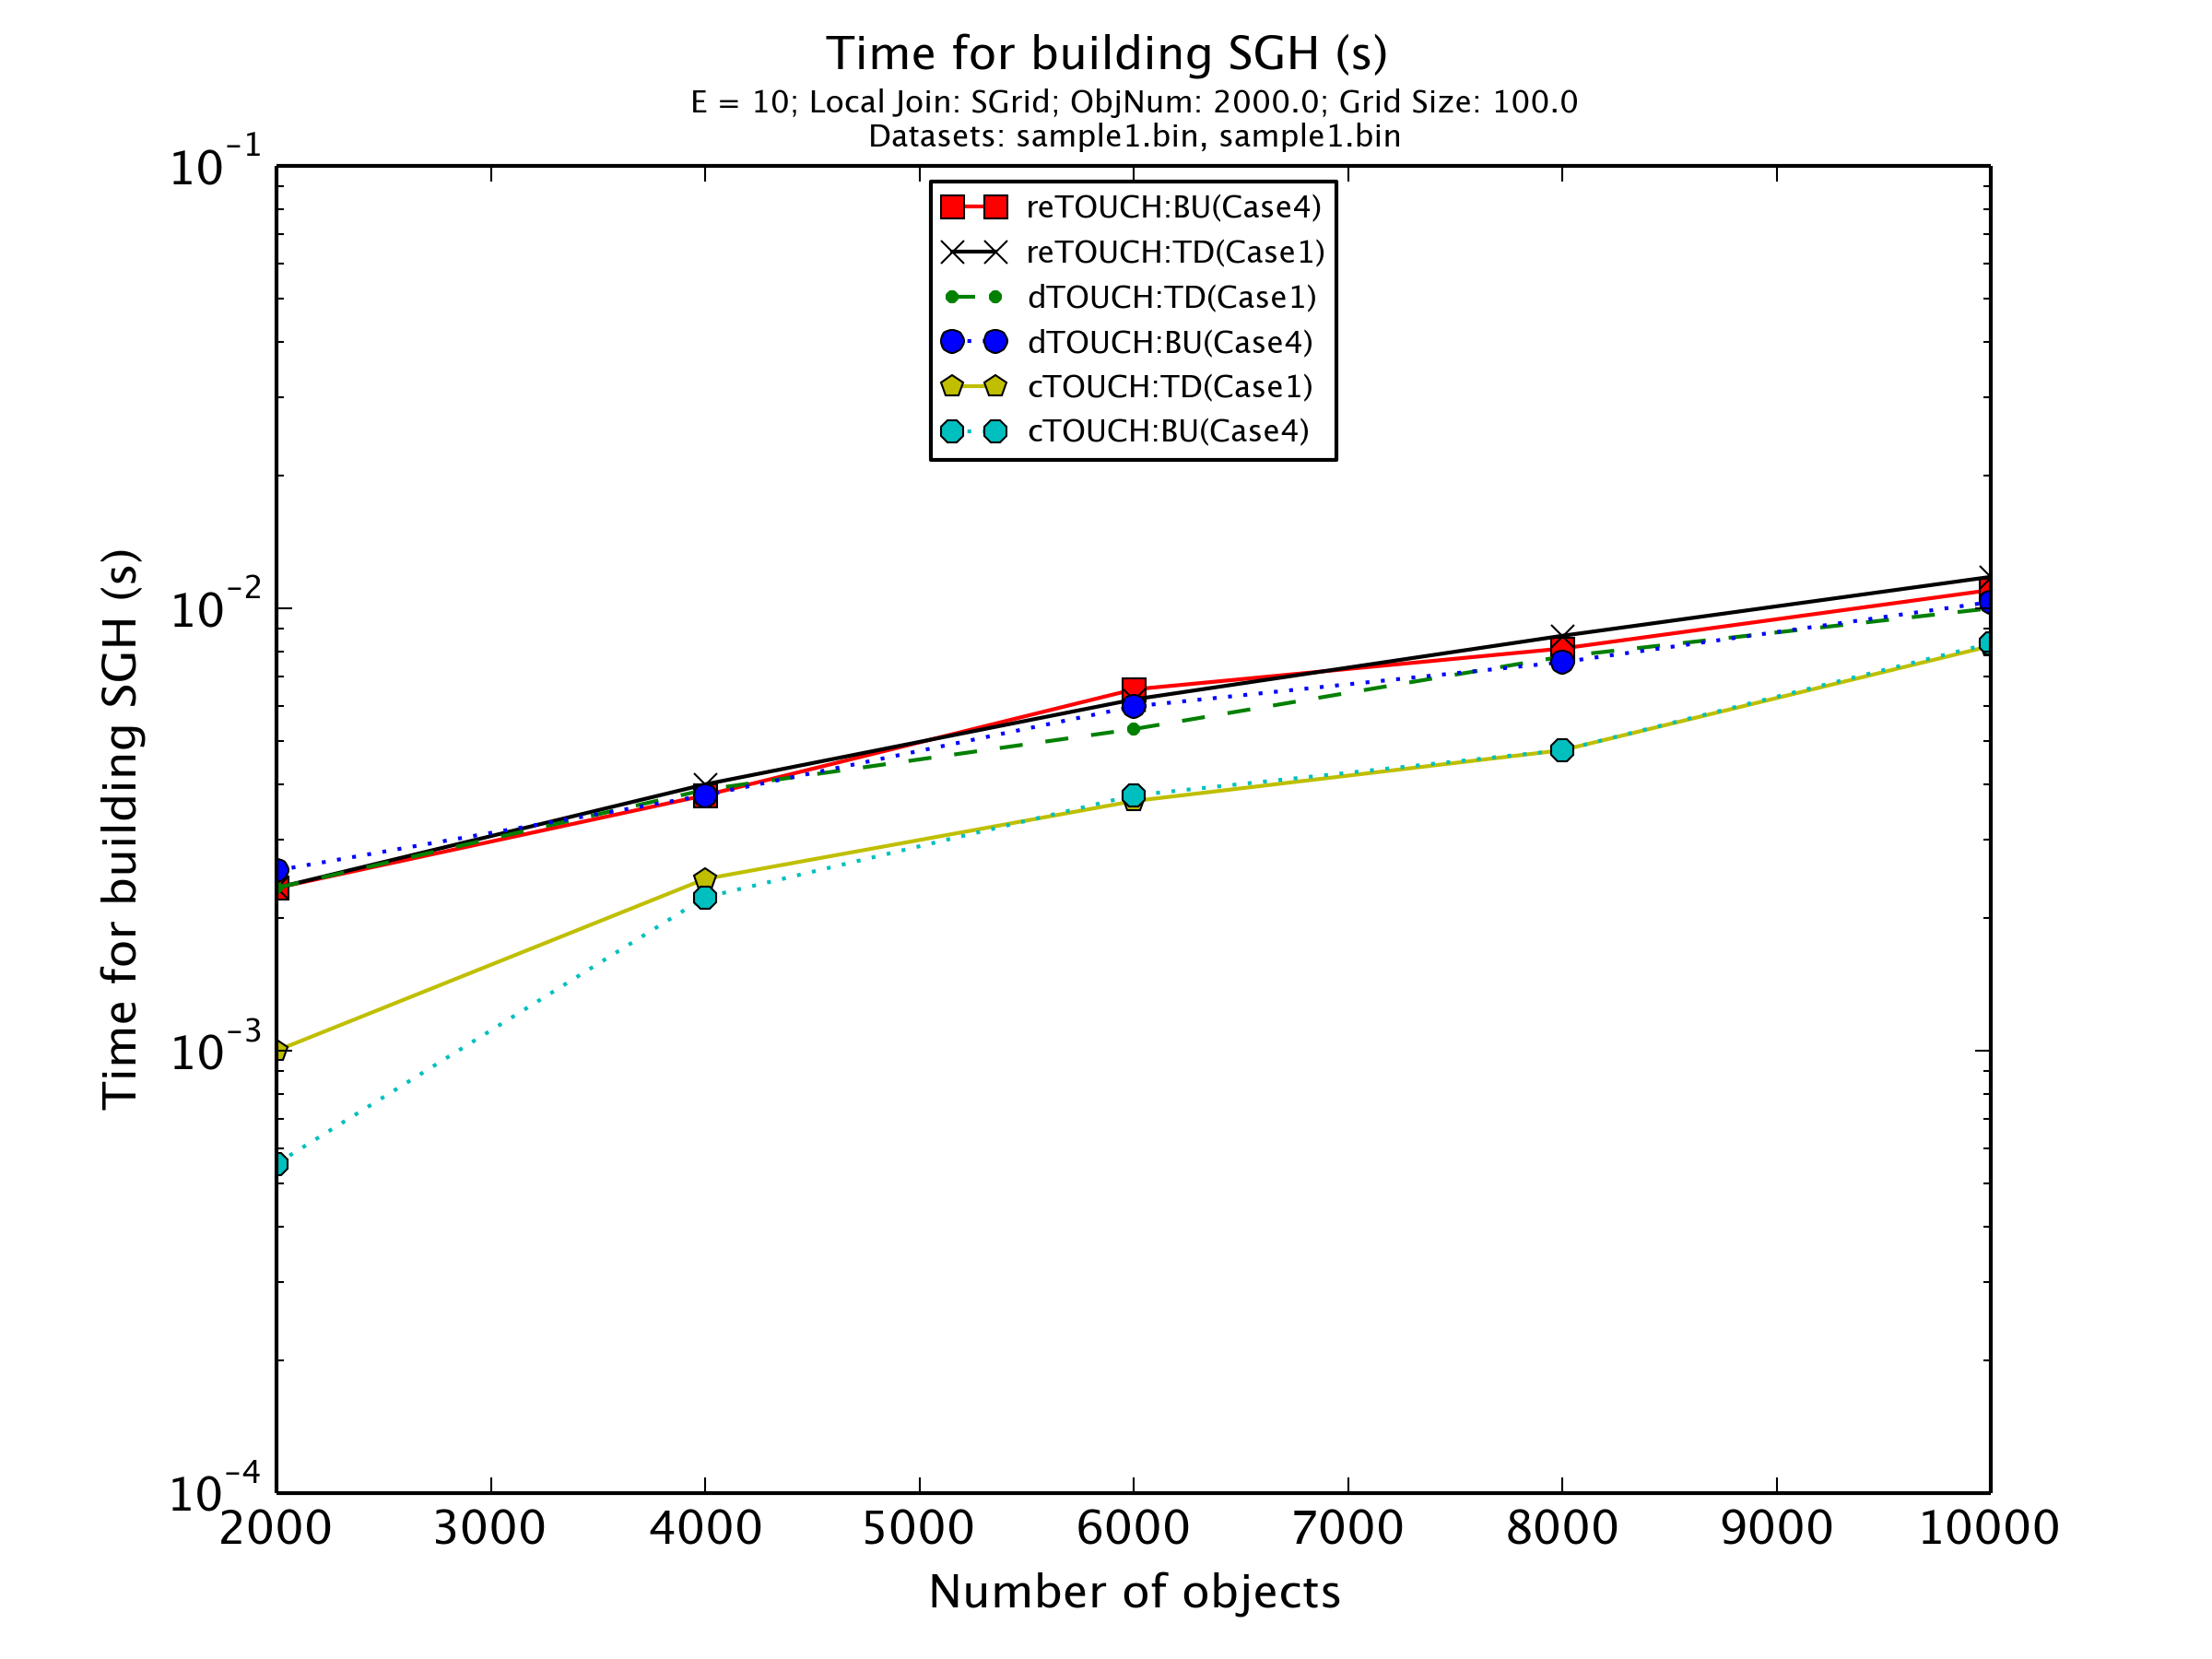 Time for building SGH (s)
E = 10; Local Join: SGrid; ObjNum: 2000.0; Grid Size: 100.0
Datasets: sample1.bin, sample1.bin
reTOUCH:BU(Case4)
reTOUCH:TD(Case1)
dTOUCH:TD(Case1)
dTOUCH:BU(Case4)
cTOUCH:TD(Case1)
cTOUCH:BU(Case4)
Time for building SGH (s)
10⁻¹
10⁻²
10⁻³
10⁻⁴
2000 3000 4000 5000 6000 7000 8000 9000 10000
Number of objects